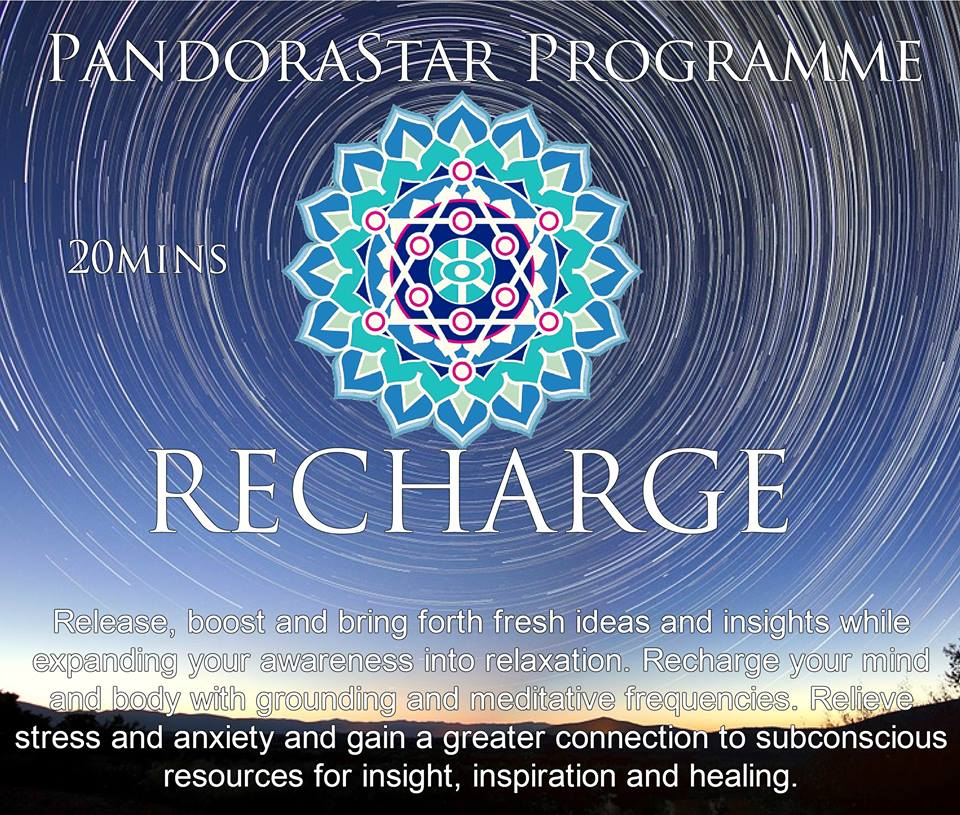 PANDORASTAR PROGRAMME
20MINS
RECHARGE
Release, boost and bring forth fresh ideas and insights while
expanding your awareness into relaxation. Recharge your mind
and body with grounding and meditative frequencies. Relieve
stress and anxiety and gain a greater connection to subconscious
resources for insight, inspiration and healing.